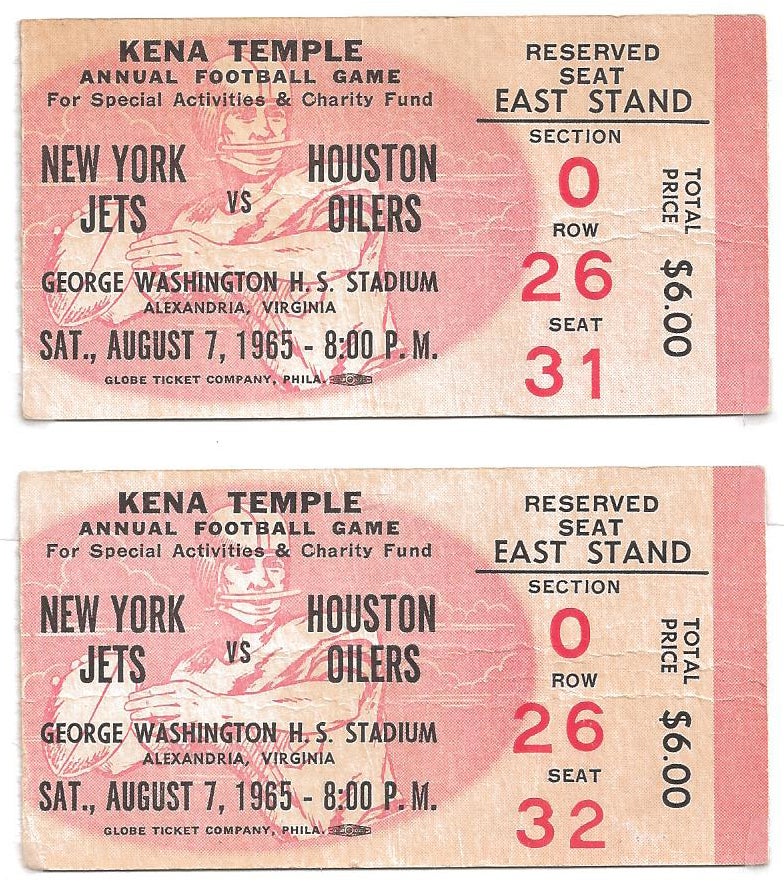 KENA TEMPLE
ANNUAL FOOTBALL GAME
For Special Activities & Charity Fund
NEW YORK
JETS
VS
HOUSTON
OILERS
GEORGE WASHINGTON H. S. STADIUM
ALEXANDRIA, VIRGINIA
SAT., AUGUST 7, 1965 - 8:00 P. M.
GLOBE TICKET COMPANY, PHILA.
RESERVED
SEAT
EAST STAND
SECTION
O
ROW
26
SEAT
31
TOTAL
PRICE
$6.00
KENA TEMPLE
ANNUAL FOOTBALL GAME
For Special Activities & Charity Fund
NEW YORK
JETS
VS
HOUSTON
OILERS
GEORGE WASHINGTON H. S. STADIUM
ALEXANDRIA, VIRGINIA
SAT., AUGUST 7, 1965 - 8:00 P. M.
GLOBE TICKET COMPANY, PHILA.
RESERVED
SEAT
EAST STAND
SECTION
O
ROW
26
SEAT
32
TOTAL
PRICE
$6.00